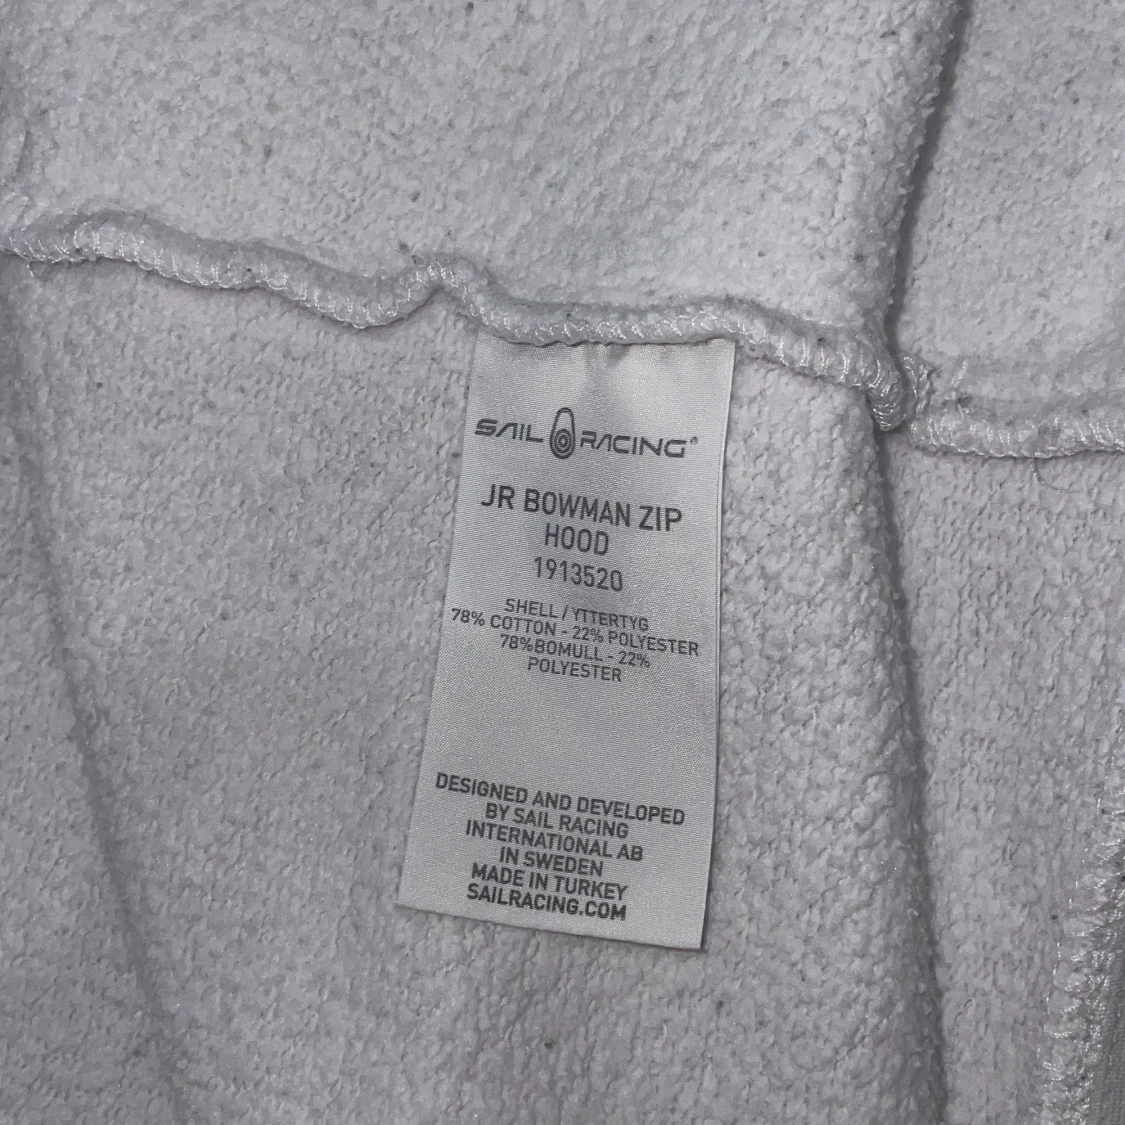 SAIL RACING®
JR BOWMAN ZIP
HOOD
1913520
SHELL / YTTERTYG
78% COTTON - 22% POLYESTER
78%BOMULL - 22%
POLYESTER
DESIGNED AND DEVELOPED
BY SAIL RACING
INTERNATIONAL AB
IN SWEDEN
MADE IN TURKEY
SAILRACING.COM